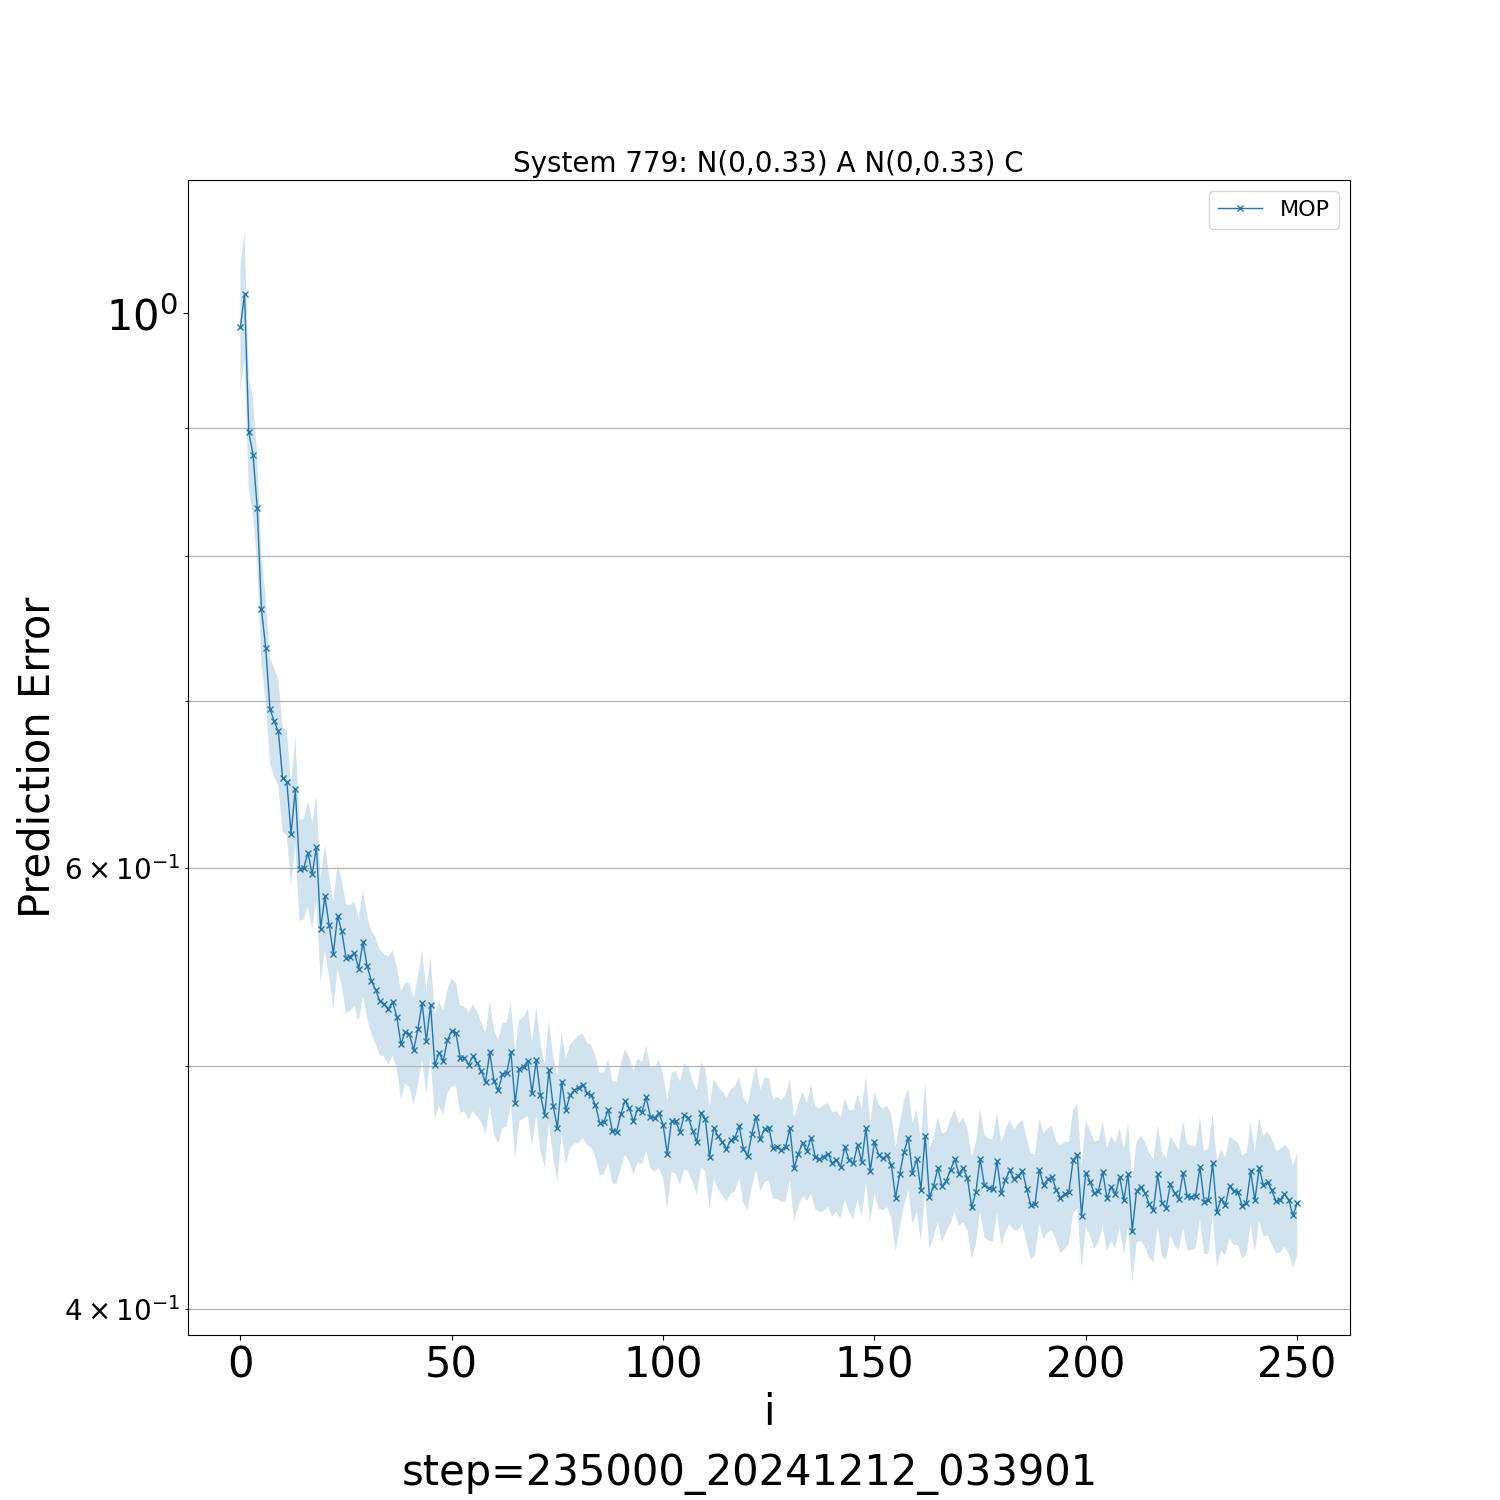 System 779: N(0,0.33) A N(0,0.33) C
MOP
10⁰
6 × 10⁻¹
4 × 10⁻¹
Prediction Error
0 50 100 150 200 250
i
step=235000_20241212_033901